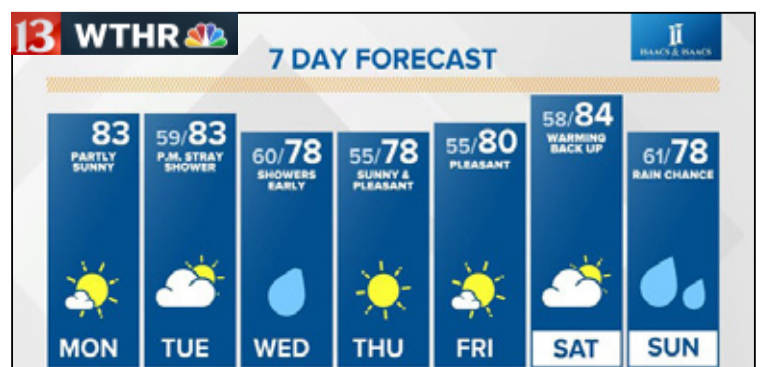 13 WTHR
ISAACS & ISAACS
7 DAY FORECAST
83
PARTLY
SUNNY
MON
59/83
P.M. STRAY
SHOWER
TUE
60/78
SHOWERS
EARLY
WED
55/78
SUNNY &
PLEASANT
THU
55/80
PLEASANT
FRI
58/84
WARMING
BACK UP
SAT
61/78
RAIN CHANCE
SUN